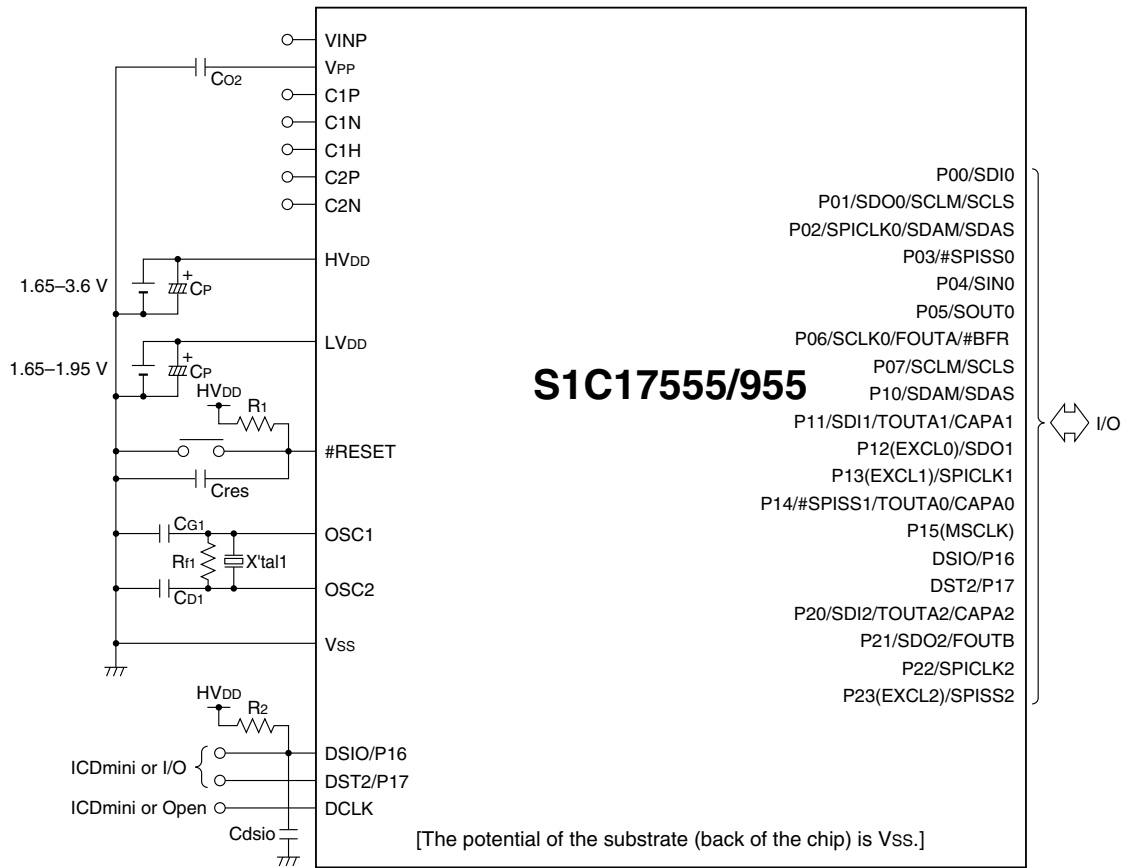 VINP
VPP
CO2
C1P
C1N
C1H
C2P
C2N
HVDD
+
CP
1.65–3.6 V
LVDD
+
CP
1.65–1.95 V
HVDD
R1
#RESET
Cres
CG1
OSC1
Rf1
X'tal1
OSC2
CD1
VSS
HVDD
R2
DSIO/P16
ICDmini or I/O
DST2/P17
ICDmini or Open
DCLK
Cdsio
S1C17555/955
P00/SDI0
P01/SDO0/SCLM/SCLS
P02/SPICLK0/SDAM/SDAS
P03/#SPISS0
P04/SIN0
P05/SOUT0
P06/SCLK0/FOUTA/#BFR
P07/SCLM/SCLS
P10/SDAM/SDAS
P11/SDI1/TOUTA1/CAPA1
P12(EXCL0)/SDO1
P13(EXCL1)/SPICLK1
P14/#SPISS1/TOUTA0/CAPA0
P15(MSCLK)
DSIO/P16
DST2/P17
P20/SDI2/TOUTA2/CAPA2
P21/SDO2/FOUTB
P22/SPICLK2
P23(EXCL2)/SPISS2
I/O
[The potential of the substrate (back of the chip) is VSS.]